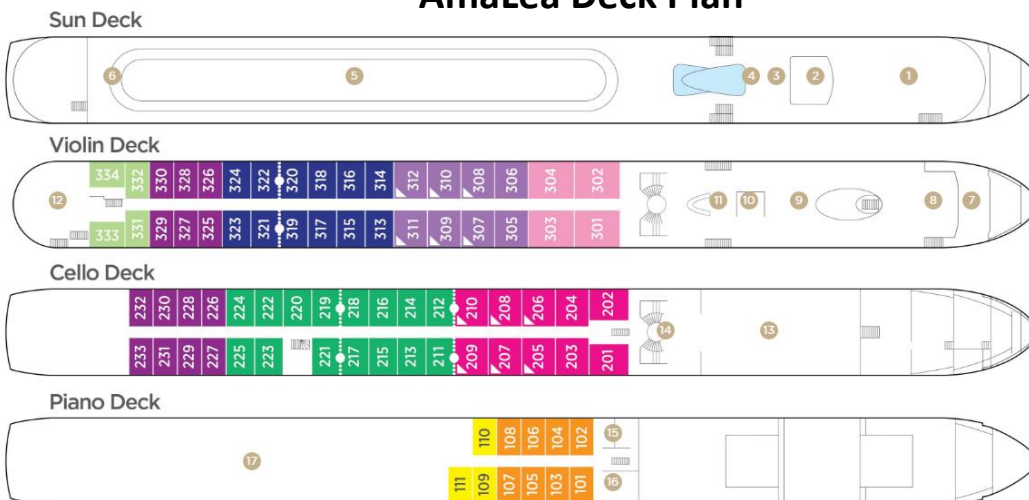 AmaLea Deck Plan
Sun Deck
6 5 4 3 2 1
Violin Deck
334 332 330 328 326 324 322 320 318 316 314 312 310 308 306 304 302
12 11 10 9 8 7
333 331 329 327 325 323 321 319 317 315 313 311 309 307 305 303 301
Cello Deck
232 230 228 226 224 222 220 219 218 216 214 212 210 208 206 204 202
14 13
233 231 229 227 225 223 221 217 215 213 211 209 207 205 203 201
Piano Deck
110 108 106 104 102 15
17
111 109 107 105 103 101 16